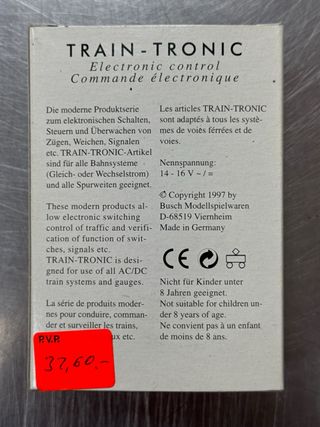 TRAIN-TRONIC
Electronic control
Commande électronique
Die moderne Produktserie
zum elektronischen Schalten,
Steuern und Überwachen von
Zügen, Weichen, Signalen
etc. TRAIN-TRONIC-Artikel
sind für alle Bahnsysteme
(Gleich- oder Wechselstrom)
und alle Spurweiten geeignet.
These modern products al-
low electronic switching
control of traffic and verifi-
cation of function of swit-
ches, signals etc.
TRAIN-TRONIC is desi-
gned for use of all AC/DC
train systems and gauges.
La série de produits moder-
nes pour conduire, comman-
der et surveiller les trains,
ux etc.
P.V.P.
32,60.-
Les articles TRAIN-TRONIC
sont adaptés à tous les systè-
mes de voies férrées et de
voies.
Nennspannung:
14 - 16 V ~ / =
© Copyright 1997 by
Busch Modellspielwaren
D-68519 Viernheim
Made in Germany
CE
Nicht für Kinder unter
8 Jahren geeignet.
Not suitable for children un-
der 8 years of age.
Ne convient pas à un enfant
de moins de 8 ans.